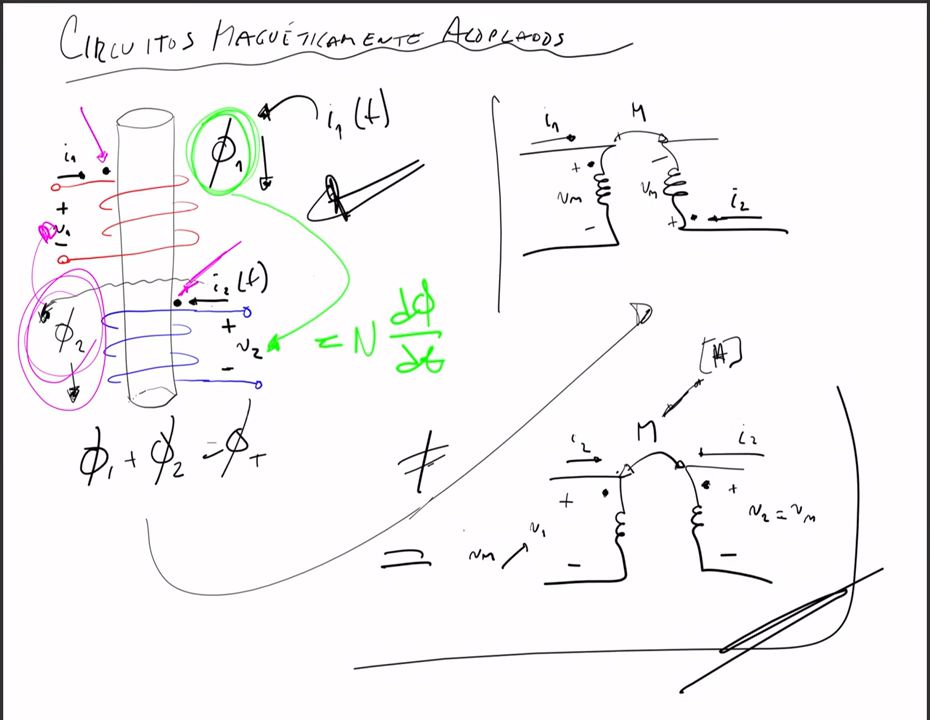 CIRCUITOS MAGNÉTICAMENTE ACOPLADOS
i₁(t)
ϕ₁
i₁
+
v₁
-
i₂(t)
ϕ₂
+
v₂
-
= N dϕ/dt
ϕ₁ + ϕ₂ = ϕT
M
i₁
+
vM
-
-
vM
+
i₂
≠
[H]
M
i₂
i₂
+
+
v₁
vM
v₂ = vM
=
-
-